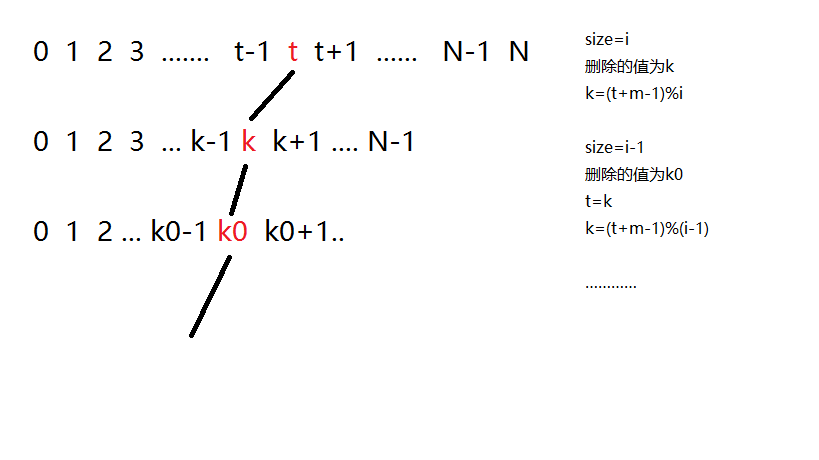 0 1 2 3 ....... t-1 t t+1 ...... N-1 N
0 1 2 3 ... k-1 k k+1 .... N-1
0 1 2 ... k0-1 k0 k0+1..
size=i
删除的值为k
k=(t+m-1)%i
size=i-1
删除的值为k0
t=k
k=(t+m-1)%(i-1)
............